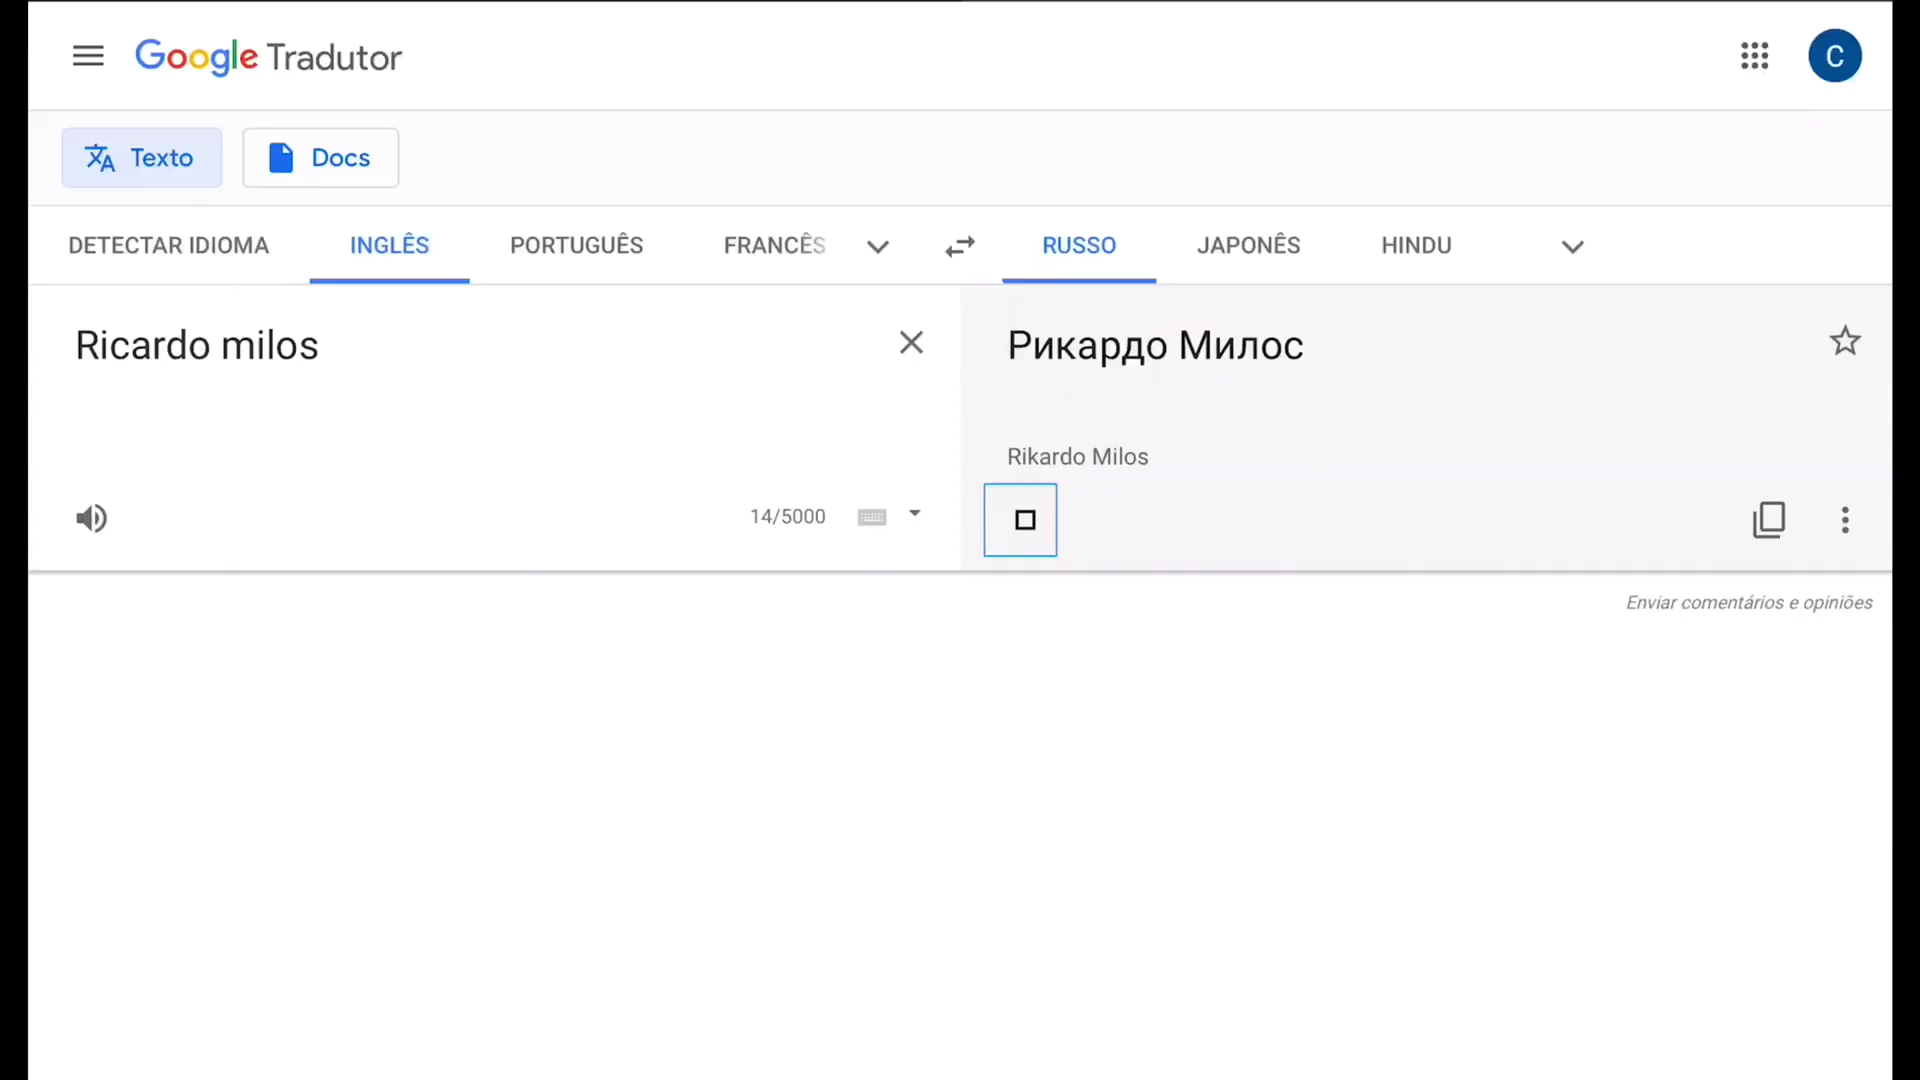 Google Tradutor
C
Texto
Docs
DETECTAR IDIOMA
INGLÊS
PORTUGUÊS
FRANCÊS
RUSSO
JAPONÊS
HINDU
Ricardo milos
Рикардо Милос
Rikardo Milos
14/5000
Enviar comentários e opiniões